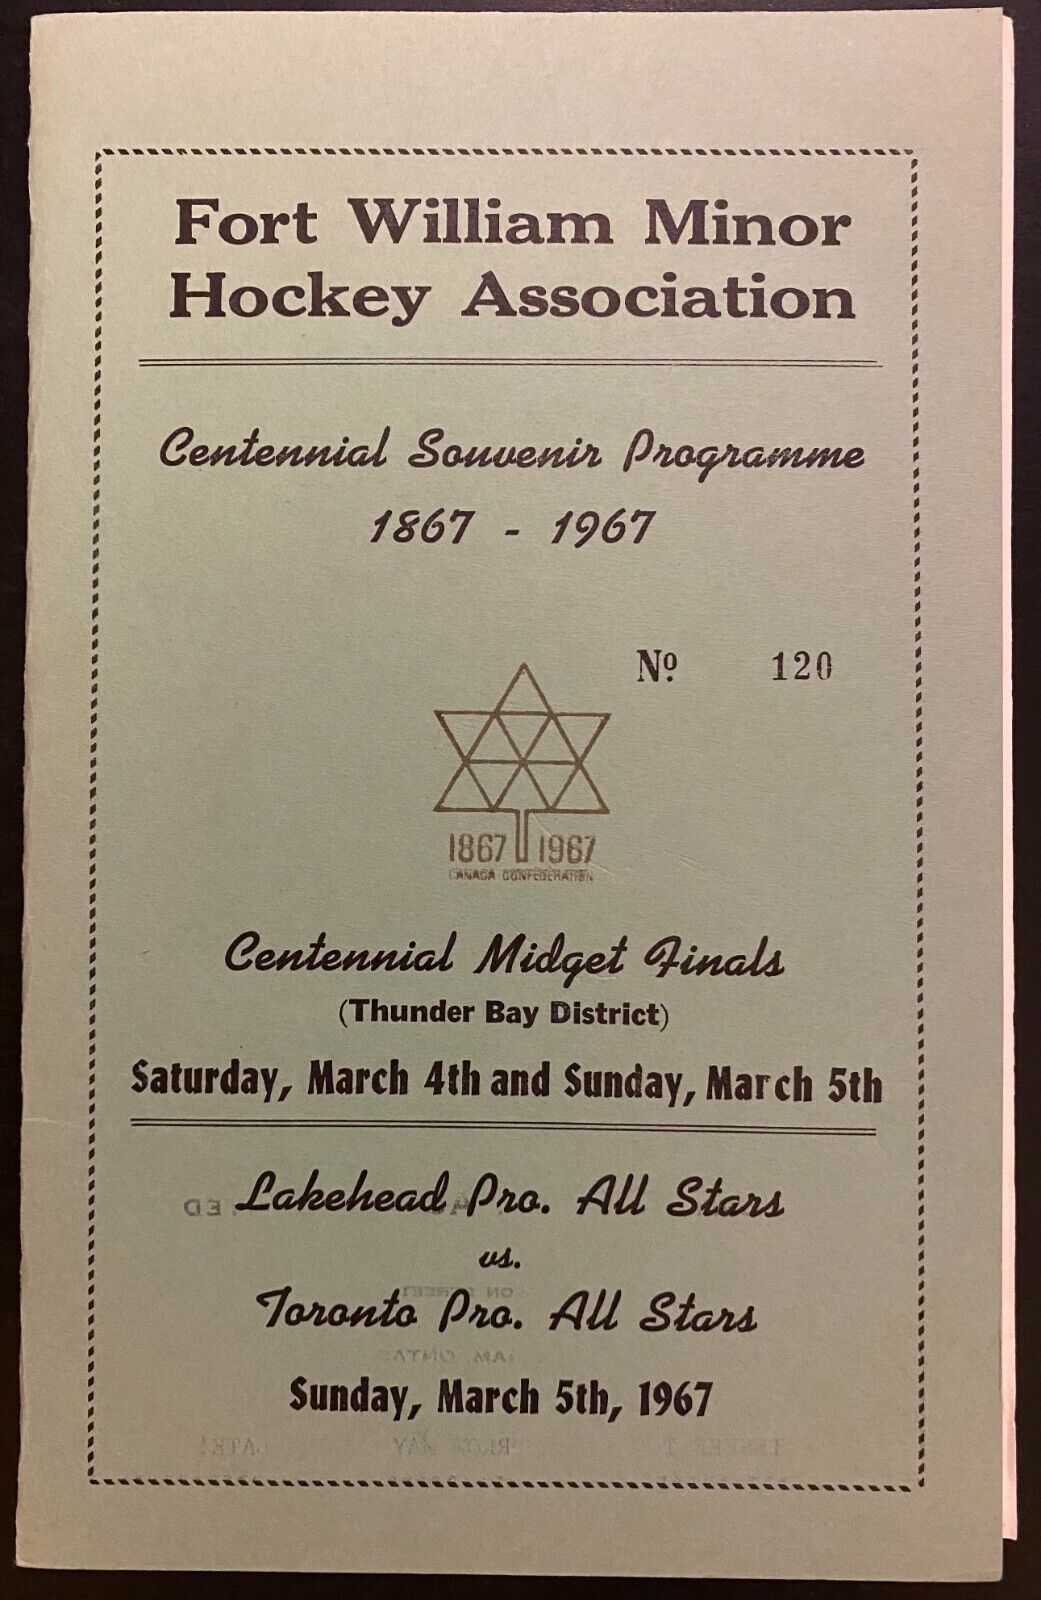 Fort William Minor
Hockey Association
Centennial Souvenir Programme
1867 - 1967
Nº 120
1867 1967
CANADA CONFEDERATION
Centennial Midget Finals
(Thunder Bay District)
Saturday, March 4th and Sunday, March 5th
Lakehead Pro. All Stars
vs.
Toronto Pro. All Stars
Sunday, March 5th, 1967